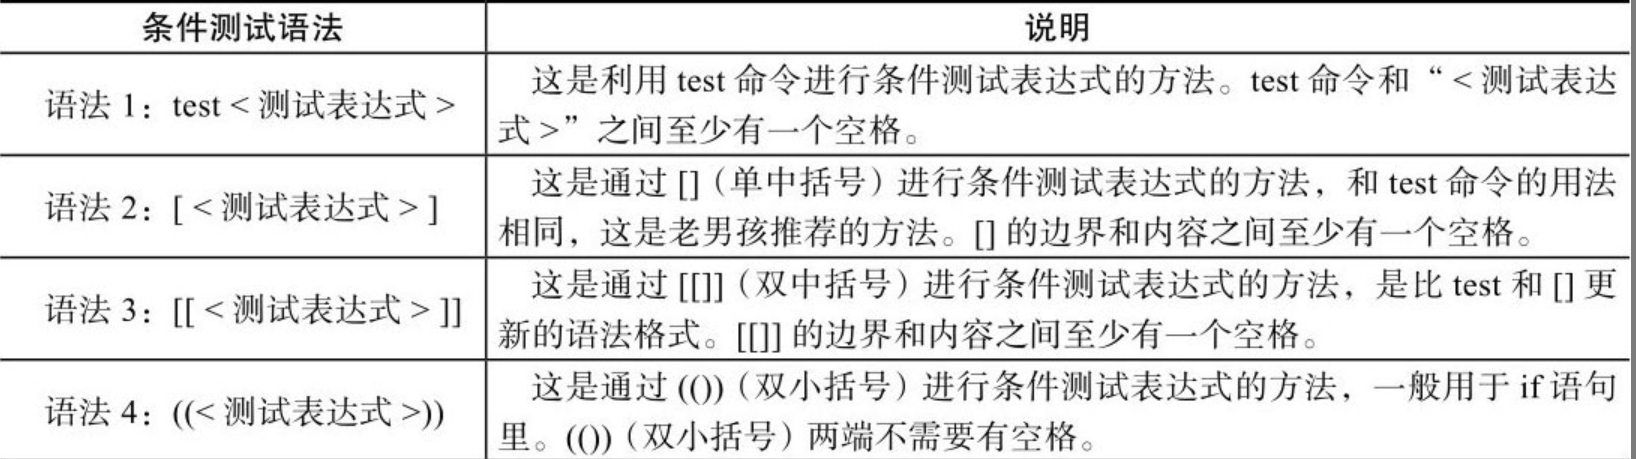 条件测试语法
说明
语法 1：test < 测试表达式 >
这是利用 test 命令进行条件测试表达式的方法。test 命令和“ < 测试表达
式 >”之间至少有一个空格。
语法 2：[ < 测试表达式 > ]
这是通过 []（单中括号）进行条件测试表达式的方法，和 test 命令的用法
相同，这是老男孩推荐的方法。[] 的边界和内容之间至少有一个空格。
语法 3：[[ < 测试表达式 > ]]
这是通过 [[]]（双中括号）进行条件测试表达式的方法，是比 test 和 [] 更
新的语法格式。[[]] 的边界和内容之间至少有一个空格。
语法 4：((< 测试表达式 >))
这是通过 (())（双小括号）进行条件测试表达式的方法，一般用于 if 语句
里。(())（双小括号）两端不需要有空格。